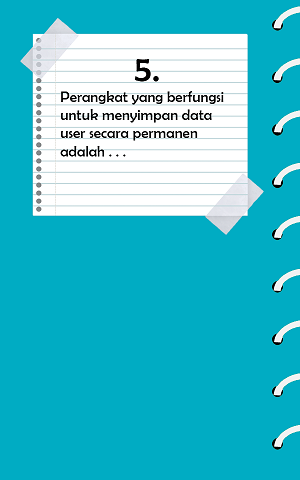 5.
Perangkat yang berfungsi
untuk menyimpan data
user secara permanen
adalah . . .